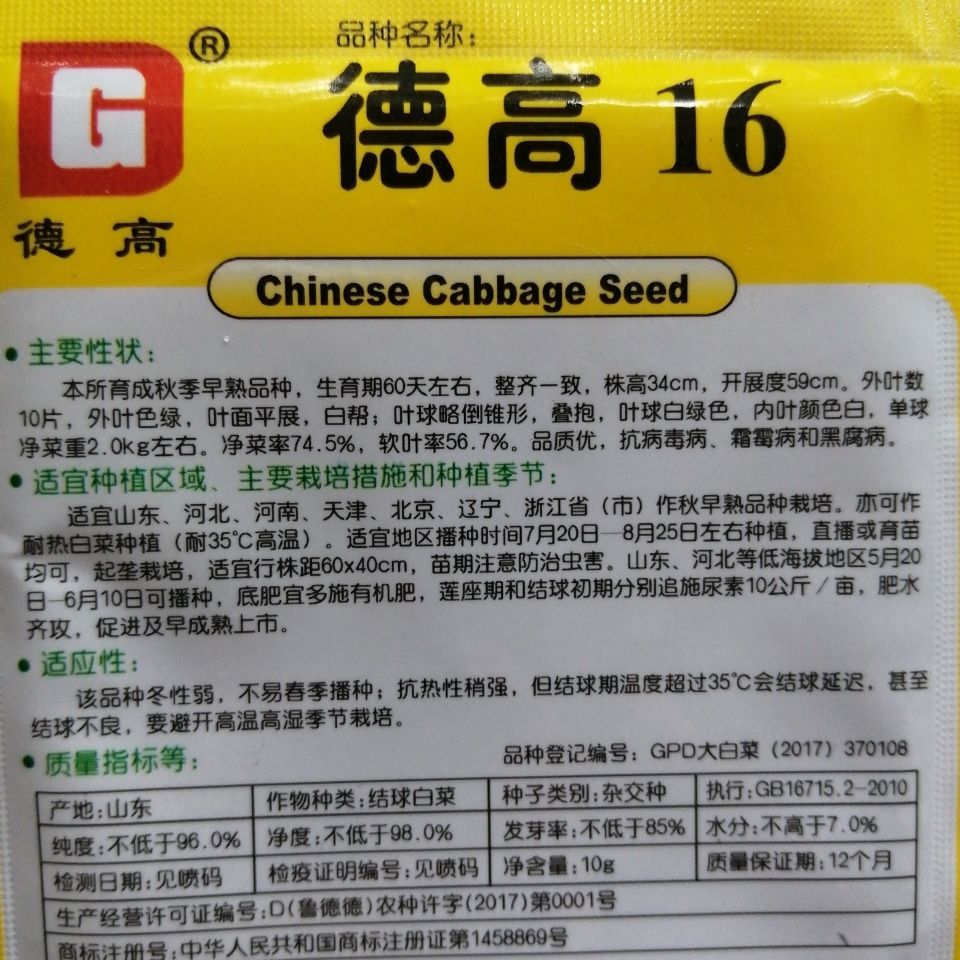 品种名称:
德高16
G
®
德高
Chinese Cabbage Seed
•主要性状:
本所育成秋季早熟品种，生育期60天左右，整齐一致，株高34cm，开展度59cm。外叶数
10片，外叶色绿，叶面平展，白帮；叶球略倒锥形，叠抱，叶球白绿色，内叶颜色白，单球
净菜重2.0kg左右。净菜率74.5%，软叶率56.7%。品质优，抗病毒病、霜霉病和黑腐病。
•适宜种植区域、主要栽培措施和种植季节:
适宜山东、河北、河南、天津、北京、辽宁、浙江省（市）作秋早熟品种栽培。亦可作
耐热白菜种植（耐35℃高温）。适宜地区播种时间7月20日—8月25日左右种植，直播或育苗
均可，起垄栽培，适宜行株距60x40cm，苗期注意防治虫害。山东、河北等低海拔地区5月20
日—6月10日可播种，底肥宜多施有机肥，莲座期和结球初期分别追施尿素10公斤／亩，肥水
齐攻，促进及早成熟上市。
•适应性:
该品种冬性弱，不易春季播种；抗热性稍强，但结球期温度超过35℃会结球延迟，甚至
结球不良，要避开高温高湿季节栽培。
•质量指标等:
品种登记编号：GPD大白菜（2017）370108
产地:山东 作物种类:结球白菜 种子类别:杂交种 执行:GB16715.2-2010
纯度:不低于96.0% 净度:不低于98.0% 发芽率:不低于85% 水分:不高于7.0%
检测日期:见喷码 检疫证明编号:见喷码 净含量:10g 质量保证期:12个月
生产经营许可证编号:D(鲁德德)农种许字(2017)第0001号
商标注册号:中华人民共和国商标注册证第1458869号